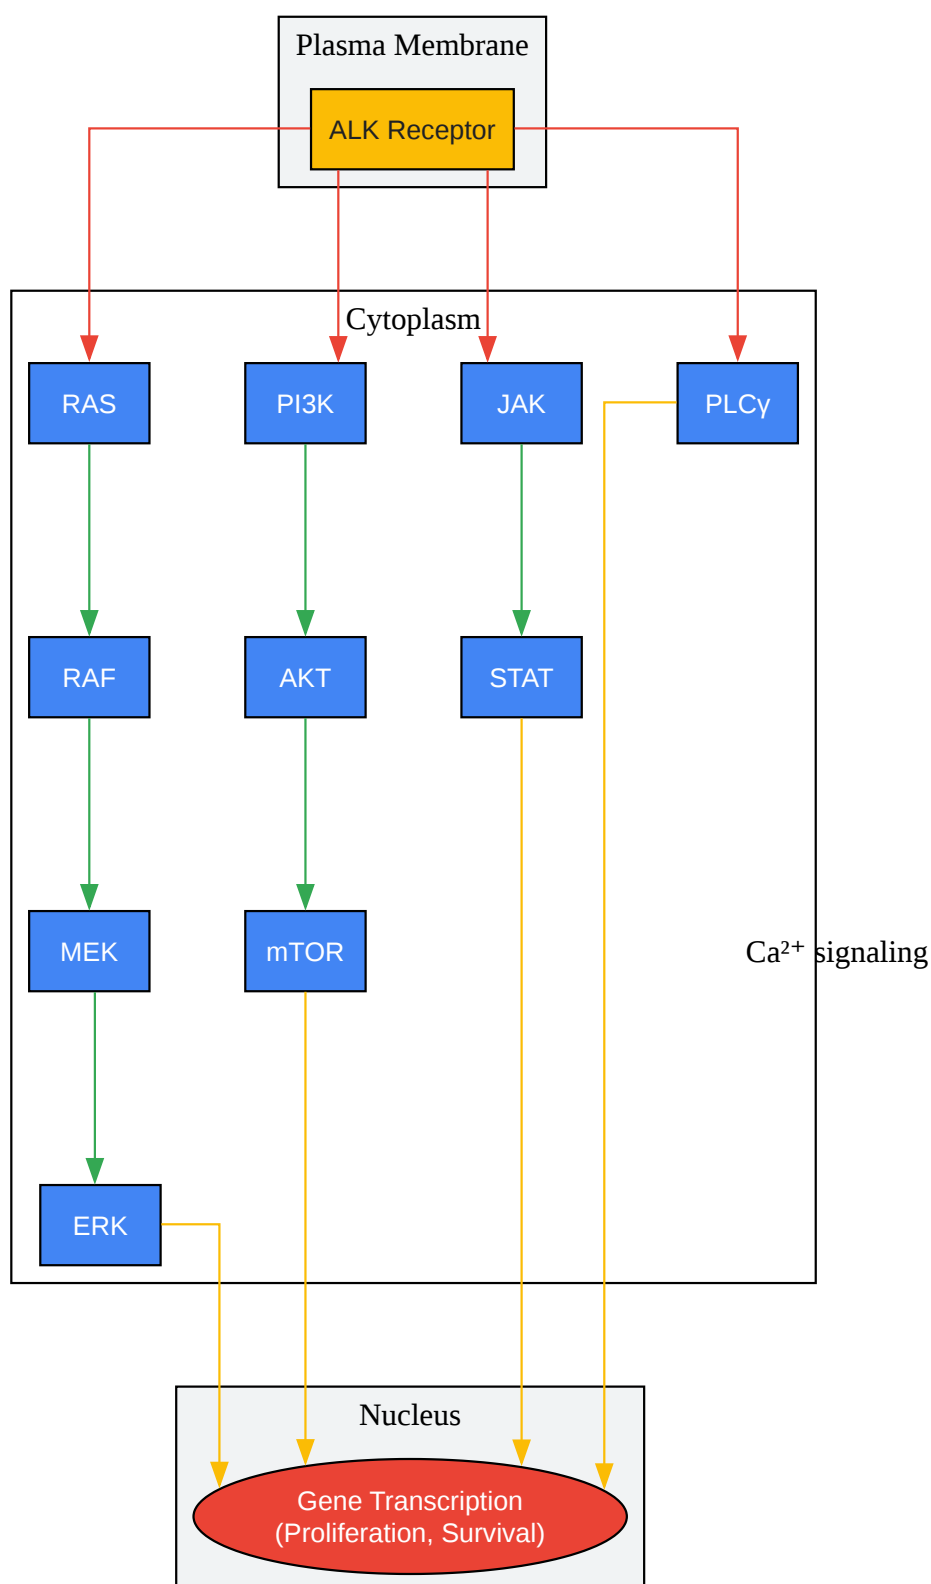 Plasma Membrane
ALK Receptor
Cytoplasm
RAS
PI3K
JAK
PLCγ
RAF
AKT
STAT
MEK
mTOR
Ca²⁺ signaling
ERK
Nucleus
Gene Transcription
(Proliferation, Survival)